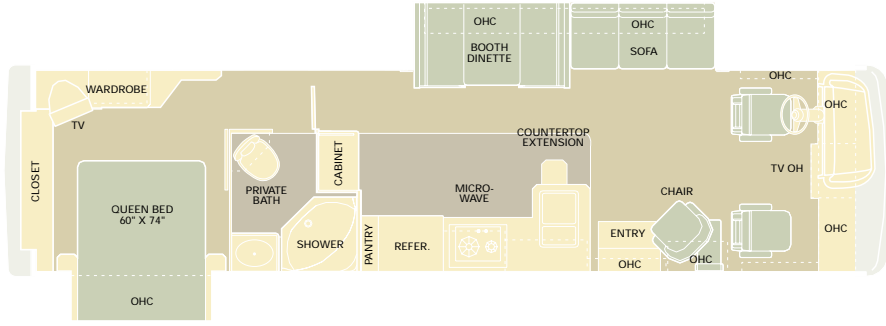 OHC
OHC
BOOTH
DINETTE
SOFA
OHC
WARDROBE
OHC
TV
COUNTERTOP
EXTENSION
CABINET
TV OH
CLOSET
PRIVATE
BATH
MICRO-
WAVE
CHAIR
QUEEN BED
60" X 74"
SHOWER
PANTRY
REFER.
ENTRY
OHC
OHC
OHC
OHC